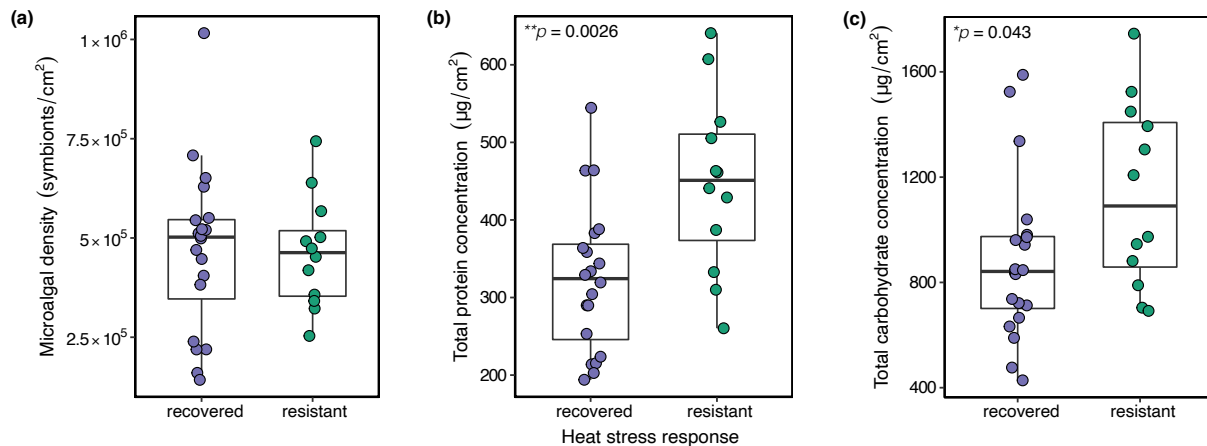 (a)
Microalgal density (symbionts/cm²)
1 × 10⁶
7.5 × 10⁵
5 × 10⁵
2.5 × 10⁵
recovered resistant
(b)
**p = 0.0026
Total protein concentration (µg/cm²)
600
500
400
300
200
recovered resistant
Heat stress response
(c)
*p = 0.043
Total carbohydrate concentration (µg/cm²)
1600
1200
800
400
recovered resistant